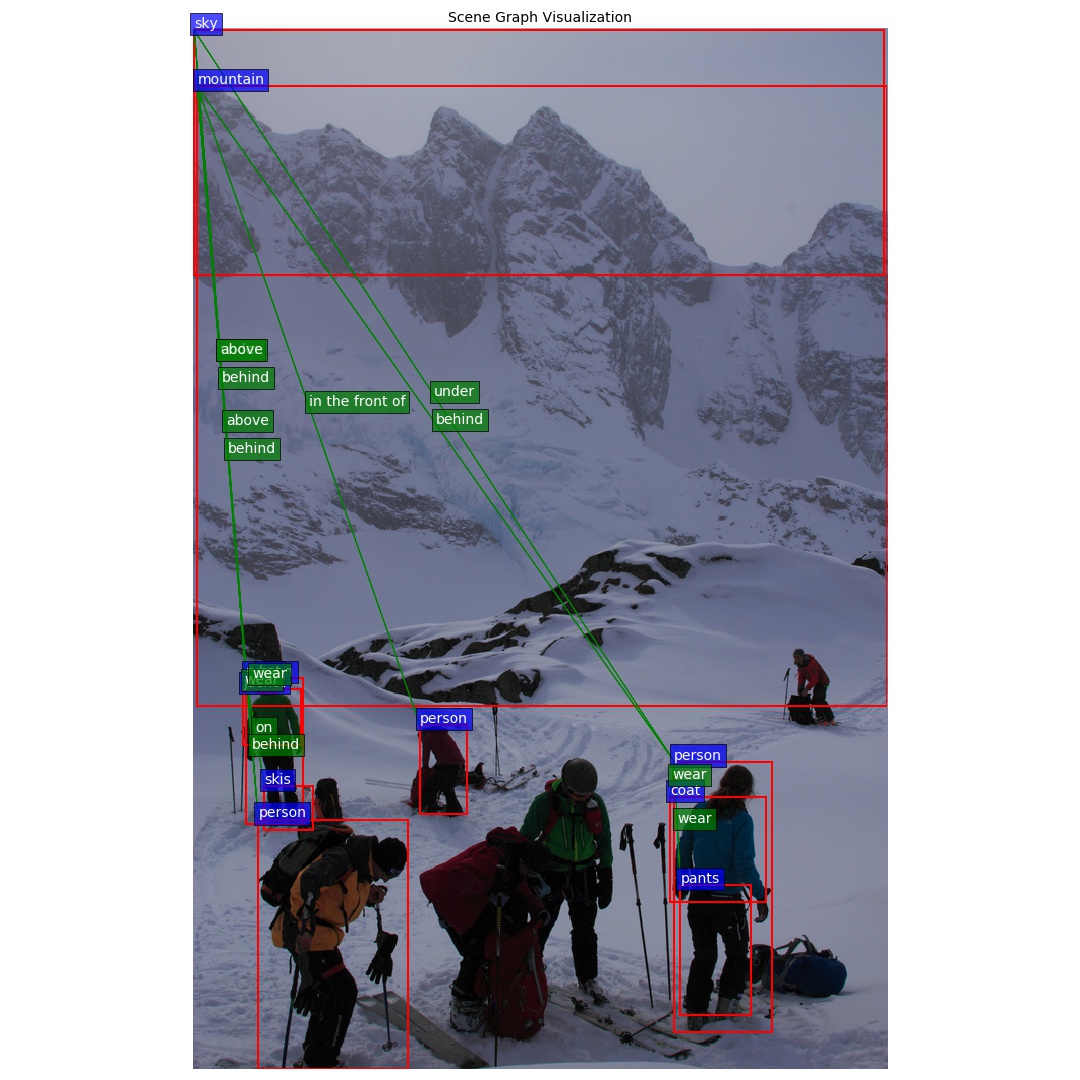 Scene Graph Visualization
sky
mountain
above
behind
under
in the front of
above
behind
behind
wear
wear
person
on
behind
person
wear
skis
coat
person
wear
pants